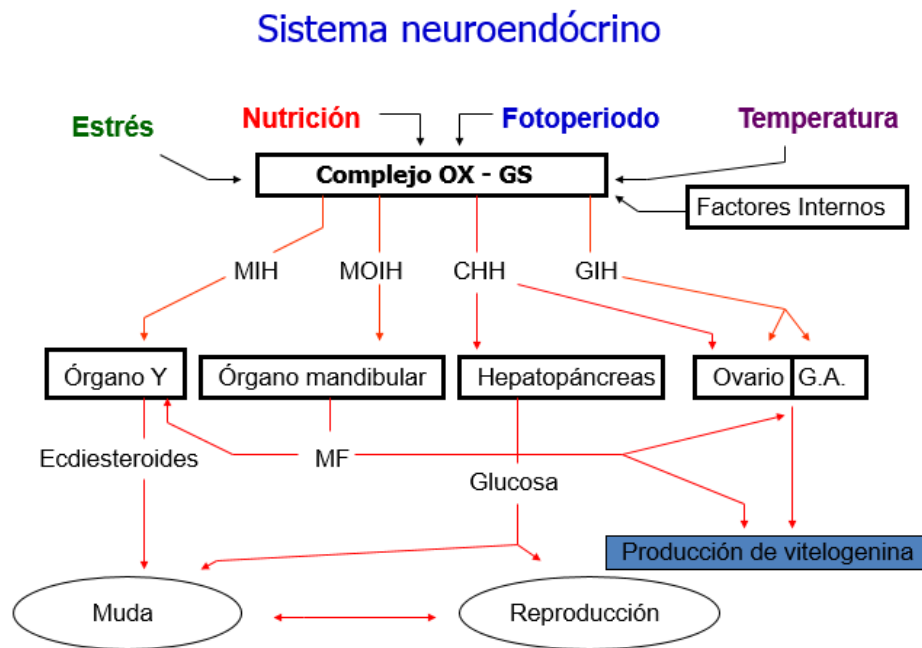 Sistema neuroendócrino
Estrés
Nutrición
Fotoperiodo
Temperatura
Complejo OX - GS
Factores Internos
MIH
MOIH
CHH
GIH
Órgano Y
Órgano mandibular
Hepatopáncreas
Ovario
G.A.
Ecdiesteroides
MF
Glucosa
Producción de vitelogenina
Muda
Reproducción